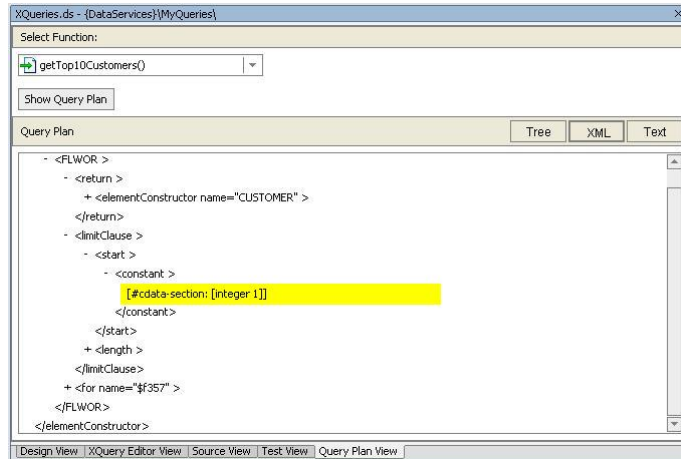 XQueries.ds - {DataServices}\MyQueries\
Select Function:
getTop10Customers()
Show Query Plan
Query Plan Tree XML Text
- <FLWOR >
- <return >
+ <elementConstructor name="CUSTOMER" >
</return>
- <limitClause >
- <start >
- <constant >
[#cdata-section: [integer 1]]
</constant>
</start>
+ <length >
</limitClause>
+ <for name="$f357" >
</FLWOR>
</elementConstructor>
Design View XQuery Editor View Source View Test View Query Plan View